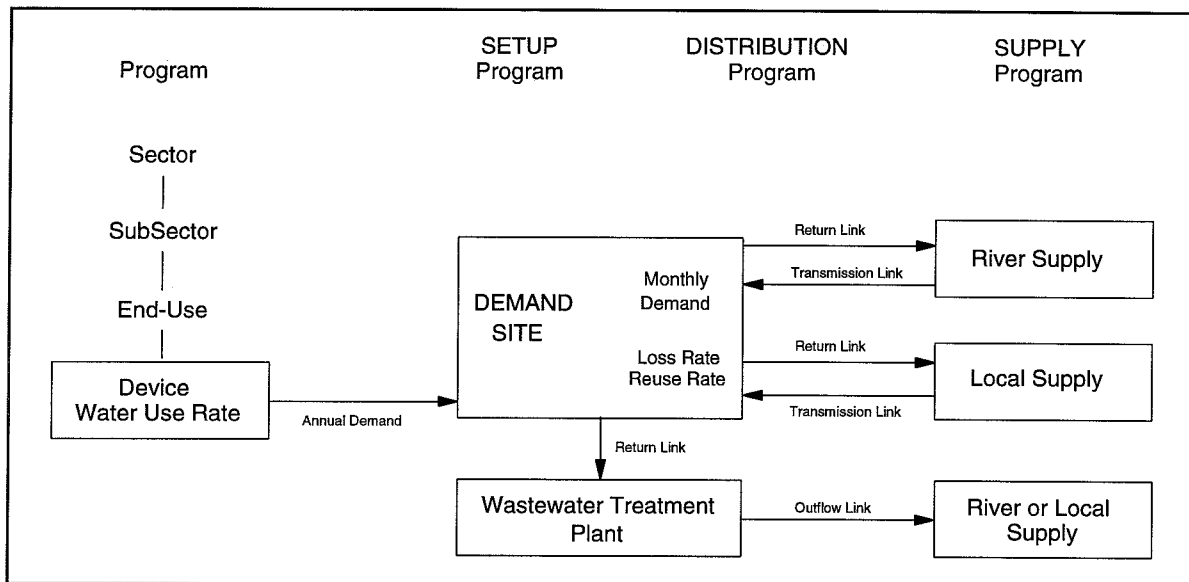 Program
SETUP
Program
DISTRIBUTION
Program
SUPPLY
Program
Sector
SubSector
End-Use
Device
Water Use Rate
Annual Demand
DEMAND
SITE
Monthly
Demand
Loss Rate
Reuse Rate
Return Link
Transmission Link
River Supply
Return Link
Transmission Link
Local Supply
Return Link
Wastewater Treatment
Plant
Outflow Link
River or Local
Supply